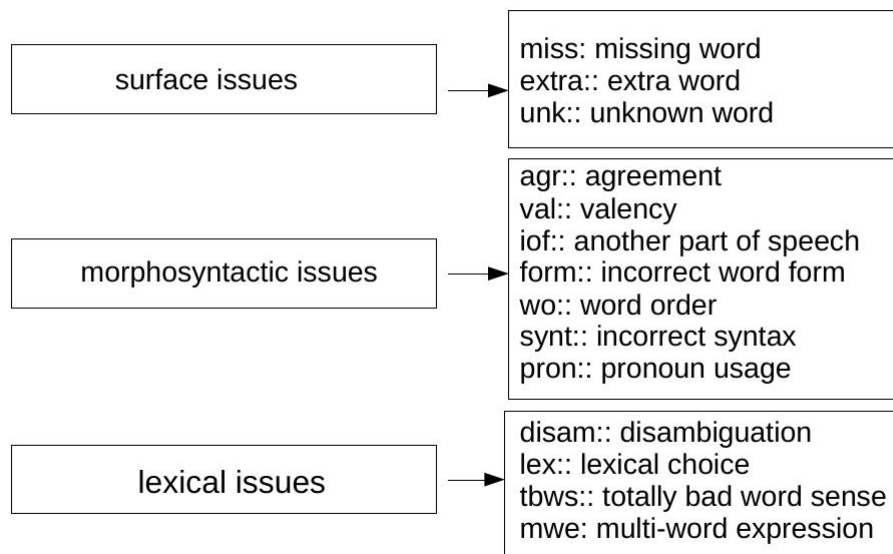 surface issues
miss: missing word
extra:: extra word
unk:: unknown word
morphosyntactic issues
agr:: agreement
val:: valency
iof:: another part of speech
form:: incorrect word form
wo:: word order
synt:: incorrect syntax
pron:: pronoun usage
lexical issues
disam:: disambiguation
lex:: lexical choice
tbws:: totally bad word sense
mwe: multi-word expression